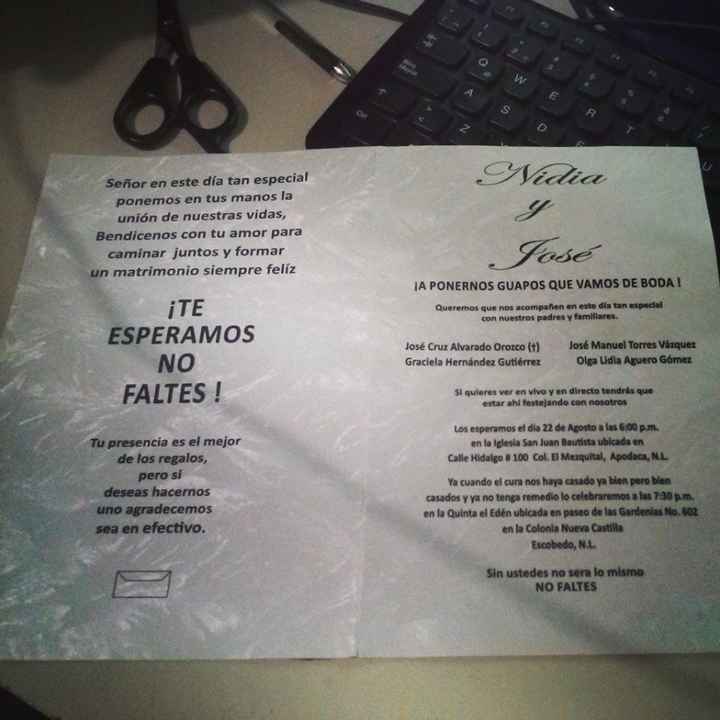 Señor en este día tan especial
ponemos en tus manos la
unión de nuestras vidas,
Bendicenos con tu amor para
caminar juntos y formar
un matrimonio siempre felíz
¡TE
ESPERAMOS
NO
FALTES !
Tu presencia es el mejor
de los regalos,
pero si
deseas hacernos
uno agradecemos
sea en efectivo.
Nidia
y
José
¡A PONERNOS GUAPOS QUE VAMOS DE BODA !
Queremos que nos acompañen en este día tan especial
con nuestros padres y familiares.
José Cruz Alvarado Orozco (†)
Graciela Hernández Gutiérrez
José Manuel Torres Vázquez
Olga Lidia Aguero Gómez
Si quieres ver en vivo y en directo tendrás que
estar ahí festejando con nosotros
Los esperamos el día 22 de Agosto a las 6:00 p.m.
en la Iglesia San Juan Bautista ubicada en
Calle Hidalgo # 100 Col. El Mezquital, Apodaca, N.L.
Ya cuando el cura nos haya casado ya bien pero bien
casados y ya no tenga remedio lo celebraremos a las 7:30 p.m.
en la Quinta el Edén ubicada en paseo de las Gardenias No. 602
en la Colonia Nueva Castilla
Escobedo, N.L.
Sin ustedes no sera lo mismo
NO FALTES
Q W E R T
A S D
Z